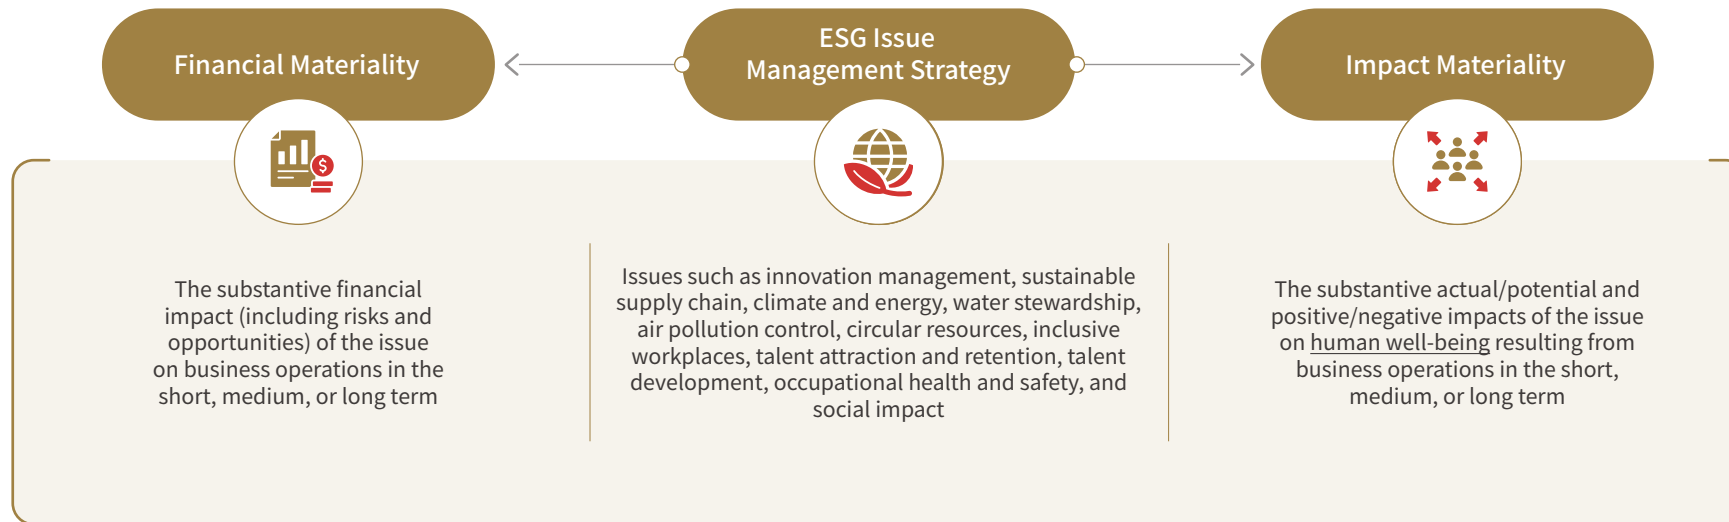 Financial Materiality
ESG Issue
Management Strategy
Impact Materiality
$
The substantive financial
impact (including risks and
opportunities) of the issue
on business operations in the
short, medium, or long term
Issues such as innovation management, sustainable
supply chain, climate and energy, water stewardship,
air pollution control, circular resources, inclusive
workplaces, talent attraction and retention, talent
development, occupational health and safety, and
social impact
The substantive actual/potential and
positive/negative impacts of the issue
on human well-being resulting from
business operations in the short,
medium, or long term